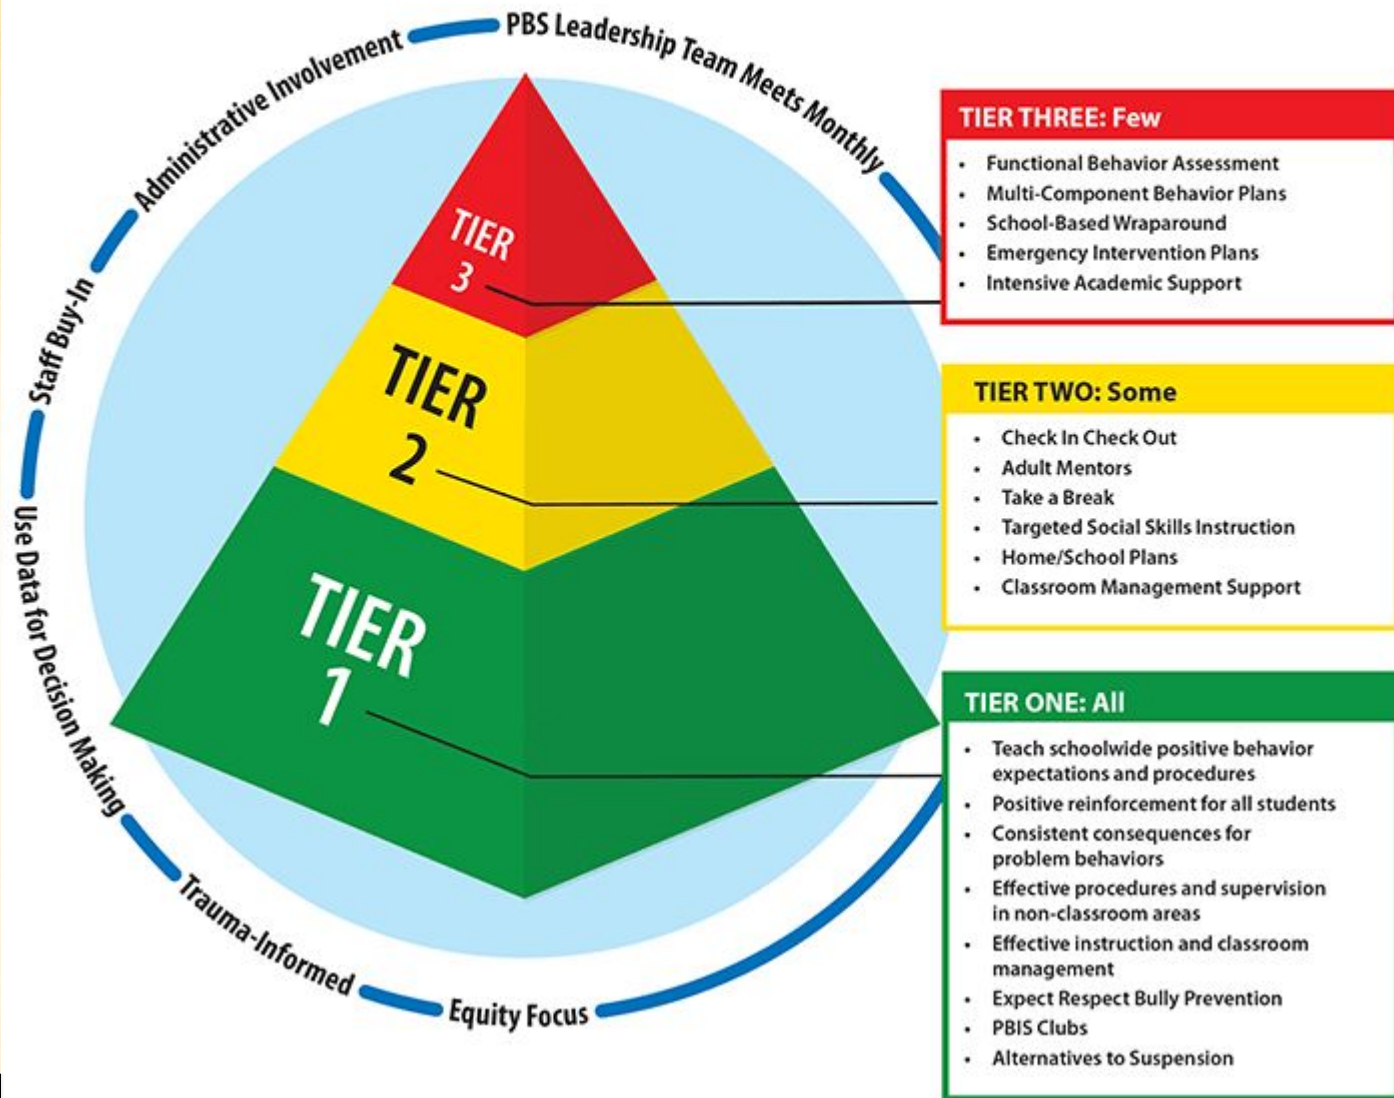 PBS Leadership Team Meets Monthly
Administrative Involvement
Staff Buy-In
Use Data for Decision Making
Trauma-Informed
Equity Focus
TIER
3
TIER
2
TIER
1
TIER THREE: Few
• Functional Behavior Assessment
• Multi-Component Behavior Plans
• School-Based Wraparound
• Emergency Intervention Plans
• Intensive Academic Support
TIER TWO: Some
• Check In Check Out
• Adult Mentors
• Take a Break
• Targeted Social Skills Instruction
• Home/School Plans
• Classroom Management Support
TIER ONE: All
• Teach schoolwide positive behavior
expectations and procedures
• Positive reinforcement for all students
• Consistent consequences for
problem behaviors
• Effective procedures and supervision
in non-classroom areas
• Effective instruction and classroom
management
• Expect Respect Bully Prevention
• PBIS Clubs
• Alternatives to Suspension